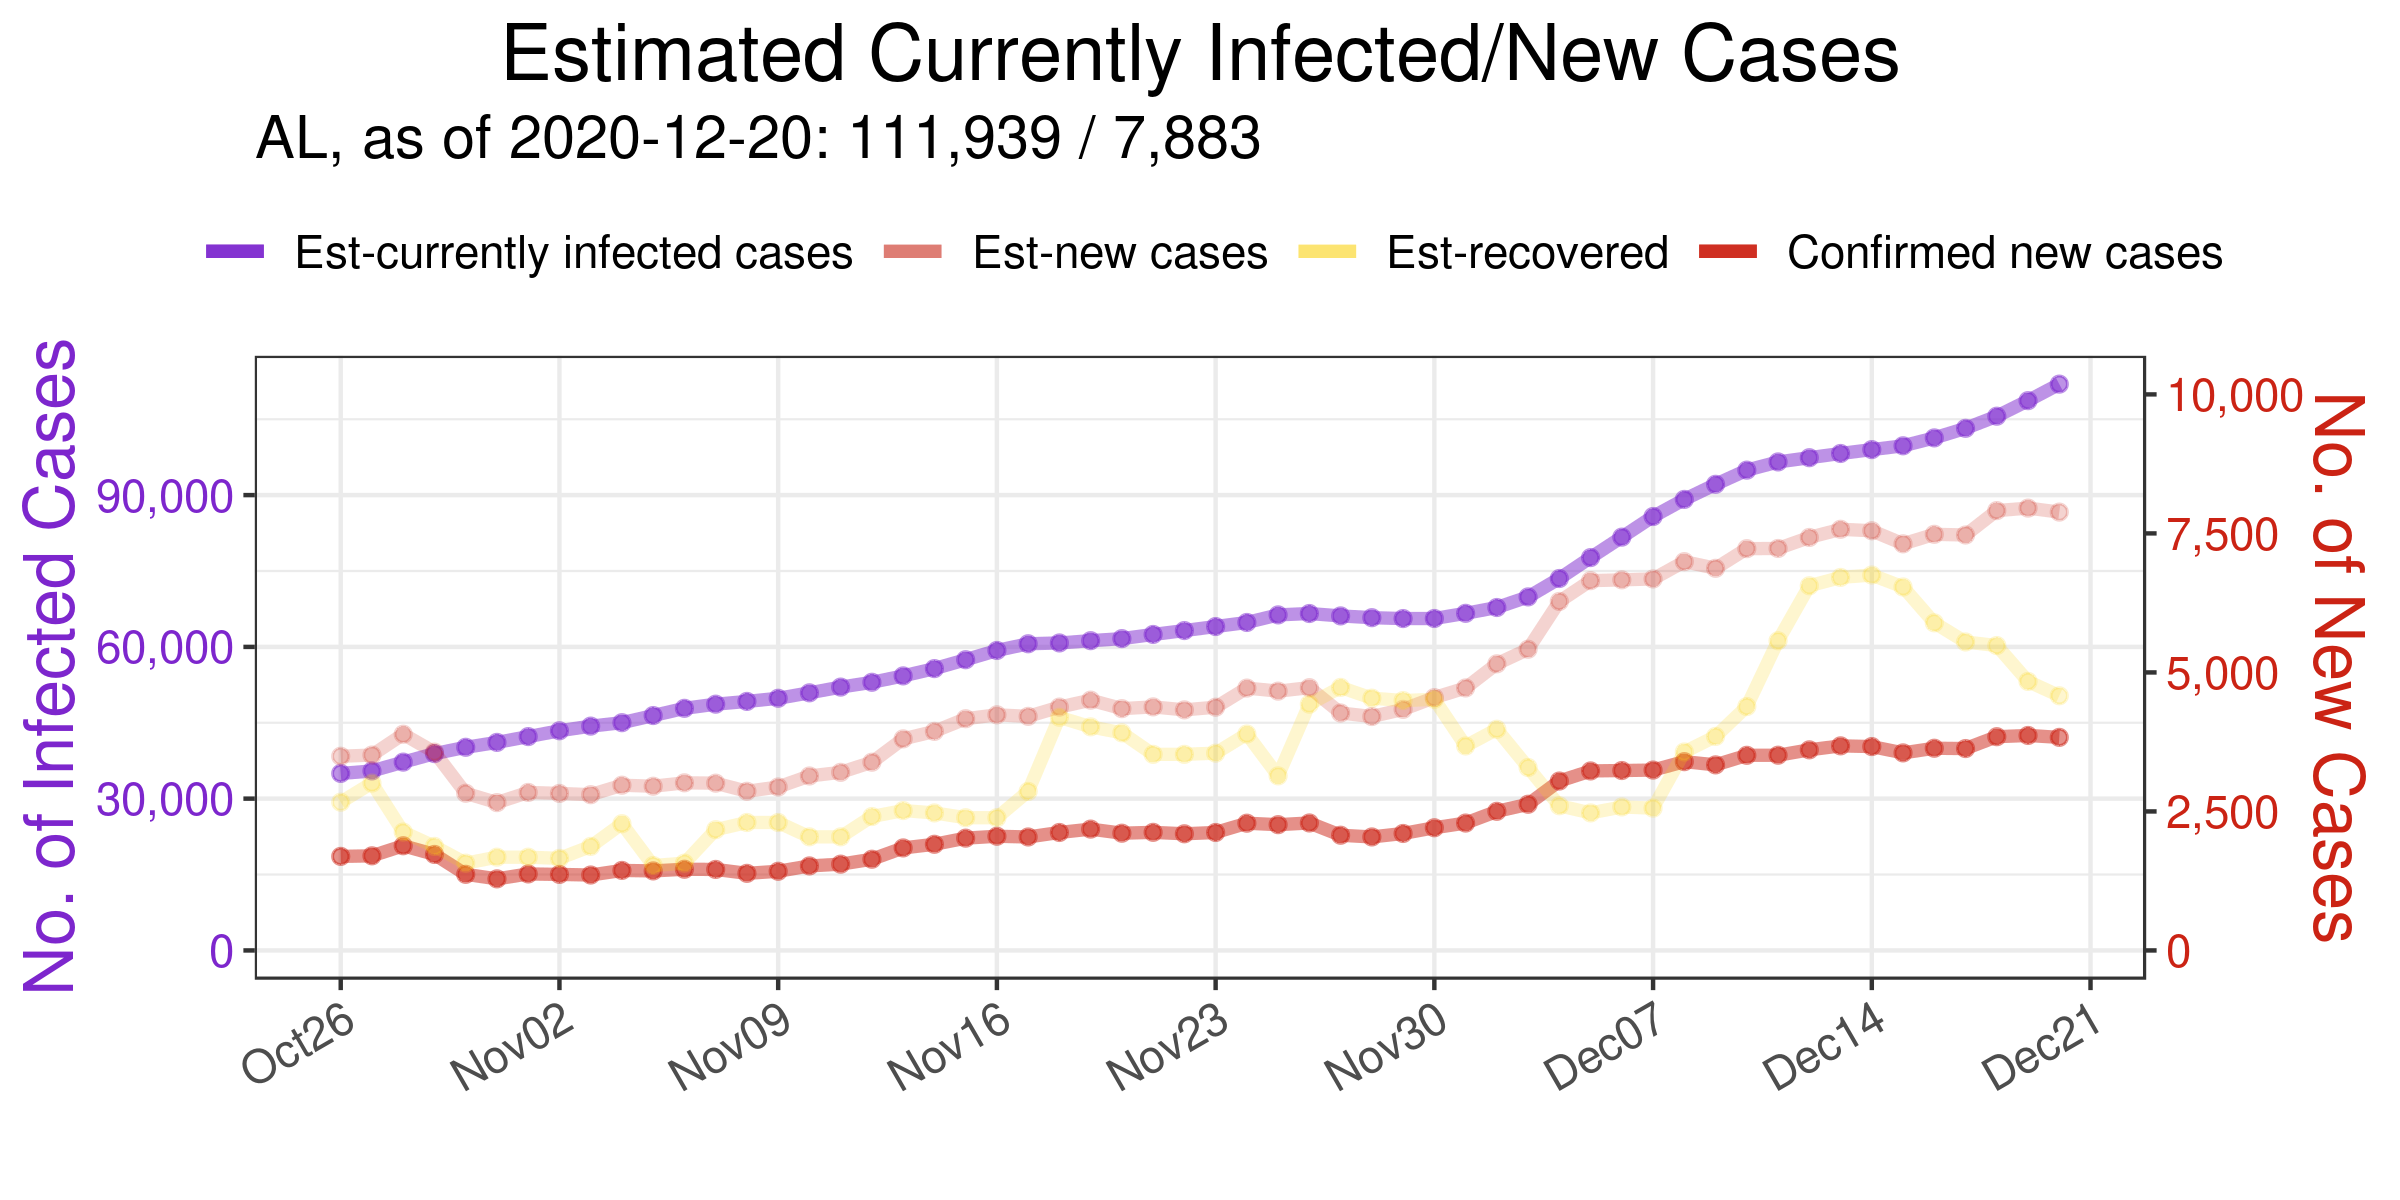 Estimated Currently Infected/New Cases
AL, as of 2020-12-20: 111,939 / 7,883
Est-currently infected cases Est-new cases Est-recovered Confirmed new cases
No. of Infected Cases
90,000
60,000
30,000
0
10,000
7,500
5,000
2,500
0
No. of New Cases
Oct26 Nov02 Nov09 Nov16 Nov23 Nov30 Dec07 Dec14 Dec21